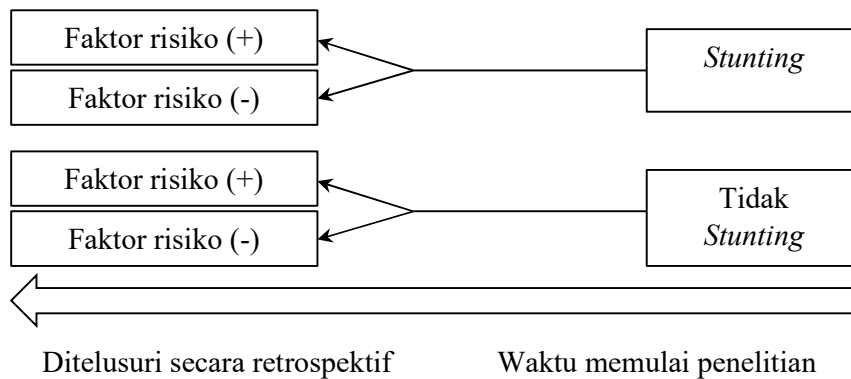 Faktor risiko (+)
Stunting
Faktor risiko (-)
Faktor risiko (+)
Tidak
Stunting
Faktor risiko (-)
Ditelusuri secara retrospektif
Waktu memulai penelitian